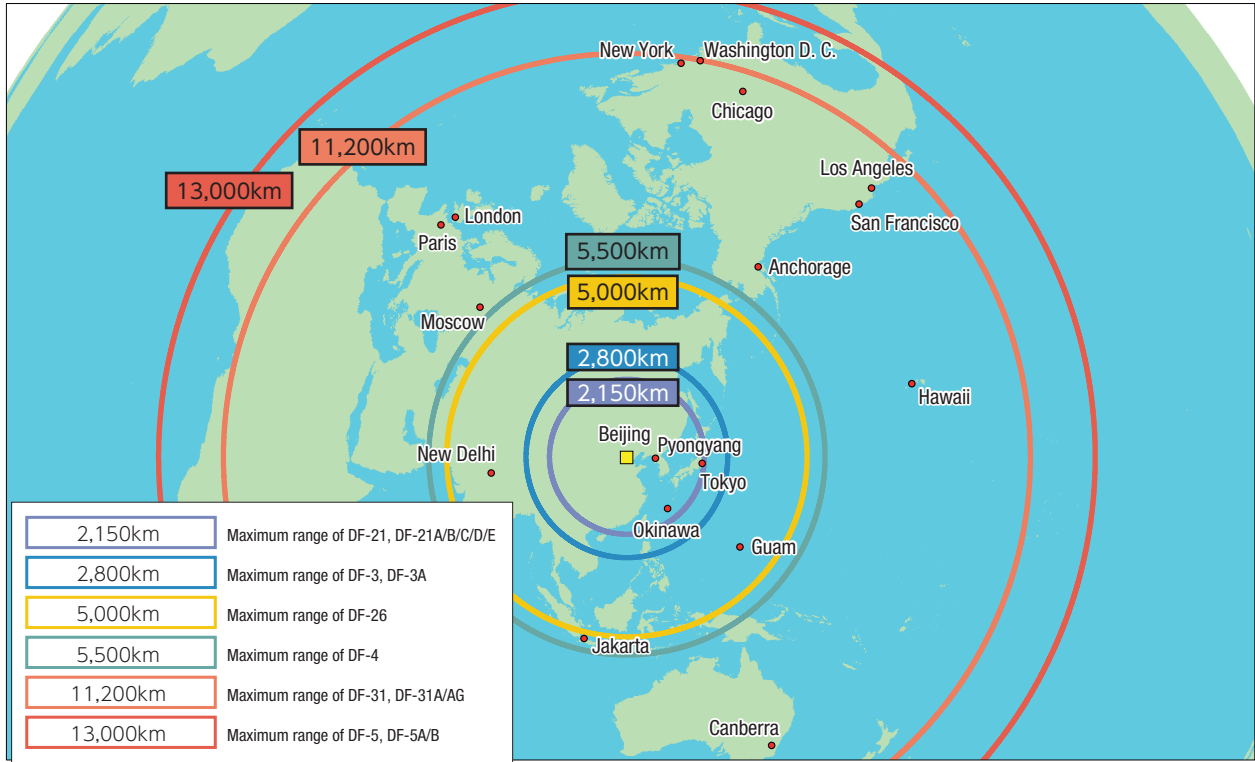 New York
Washington D. C.
Chicago
11,200km
Los Angeles
13,000km
London
San Francisco
Paris
5,500km
Anchorage
5,000km
Moscow
2,800km
2,150km
Hawaii
Beijing
Pyongyang
New Delhi
Tokyo
Okinawa
Guam
Jakarta
Canberra
2,150km Maximum range of DF-21, DF-21A/B/C/D/E
2,800km Maximum range of DF-3, DF-3A
5,000km Maximum range of DF-26
5,500km Maximum range of DF-4
11,200km Maximum range of DF-31, DF-31A/AG
13,000km Maximum range of DF-5, DF-5A/B